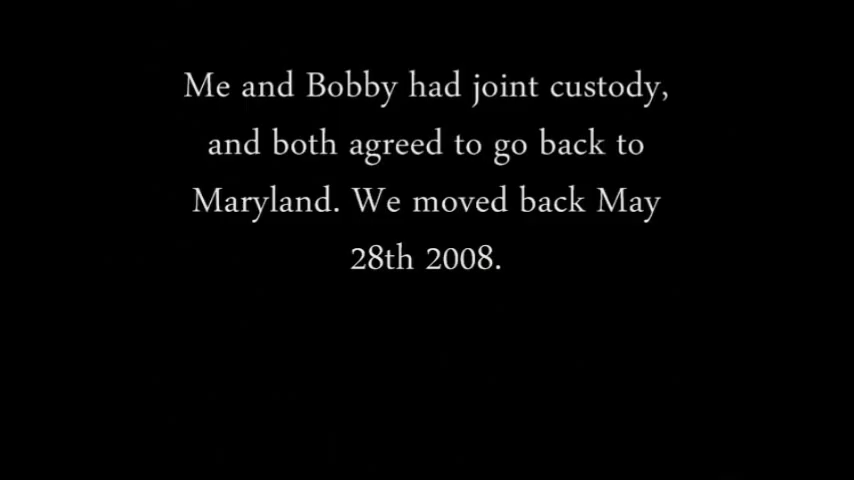 Me and Bobby had joint custody,
and both agreed to go back to
Maryland. We moved back May
28th 2008.